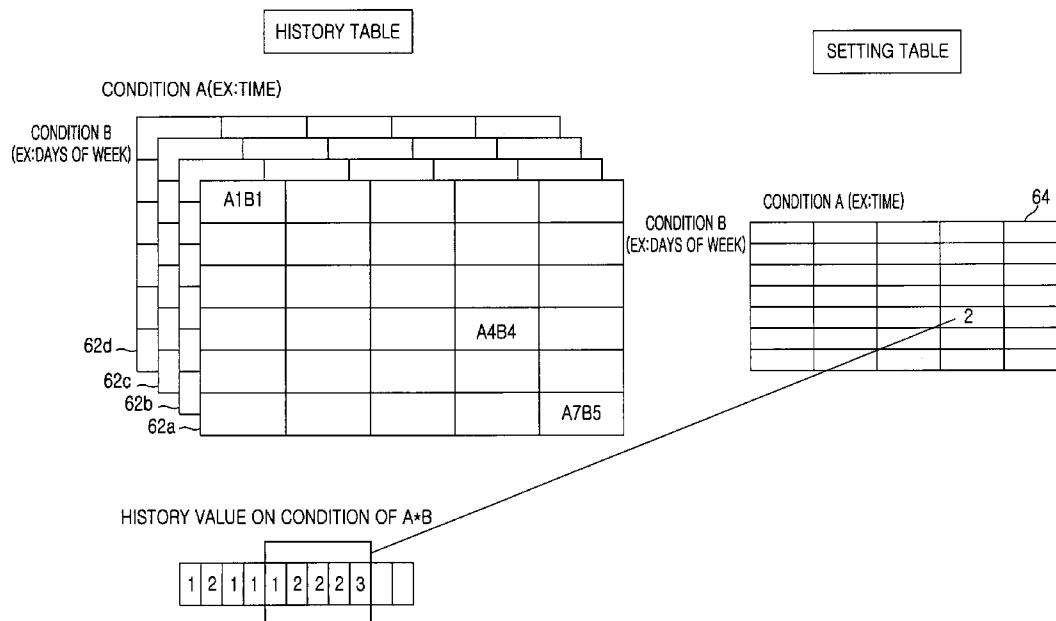 HISTORY TABLE
SETTING TABLE
CONDITION A(EX:TIME)
CONDITION B
(EX:DAYS OF WEEK)
A1B1
A4B4
A7B5
62d
62c
62b
62a
CONDITION A (EX:TIME)
64
CONDITION B
(EX:DAYS OF WEEK)
2
HISTORY VALUE ON CONDITION OF A*B
1 2 1 1 1 2 2 2 3